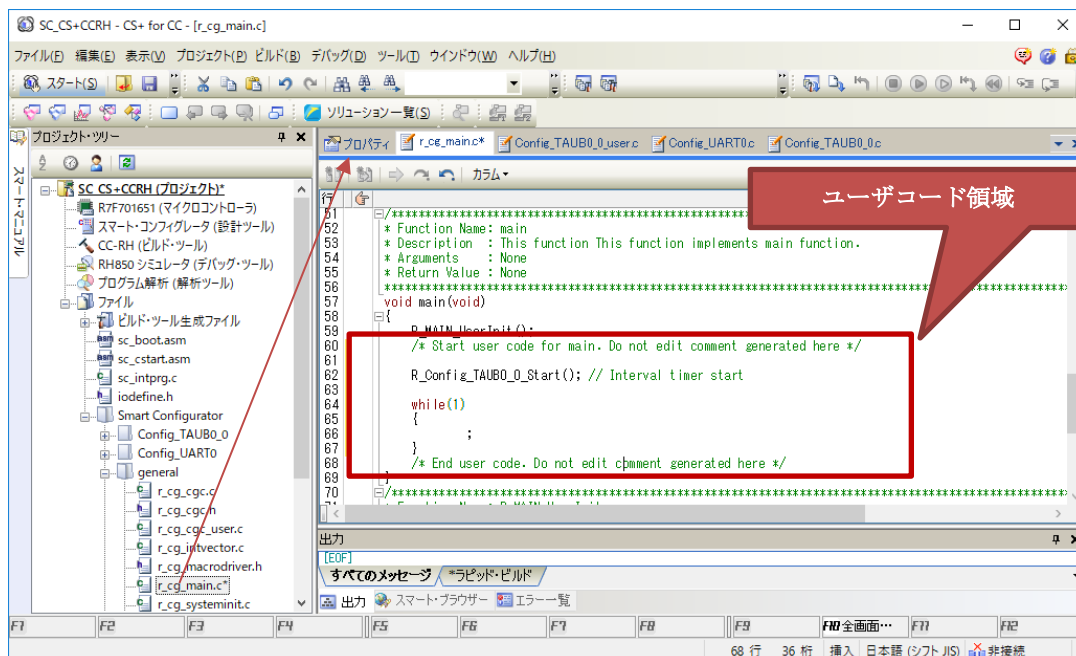 SC_CS+CCRH - CS+ for CC - [r_cg_main.c]
ファイル(F) 編集(E) 表示(V) プロジェクト(P) ビルド(B) デバッグ(D) ツール(T) ウインドウ(W) ヘルプ(H)
スタート(S)
ソリューション一覧(S)
プロジェクト・ツリー
スマート・マニュアル
SC_CS+CCRH (プロジェクト)*
R7F701651 (マイクロコントローラ)
スマート・コンフィグレータ (設計ツール)
CC-RH (ビルド・ツール)
RH850 シミュレータ (デバッグ・ツール)
プログラム解析 (解析ツール)
ファイル
ビルド・ツール生成ファイル
sc_boot.asm
sc_cstart.asm
sc_intprg.c
iodefine.h
Smart Configurator
Config_TAUB0_0
Config_UART0
general
r_cg_cgc.c
r_cg_cgc.h
r_cg_cgc_user.c
r_cg_intvector.c
r_cg_macrodriver.h
r_cg_main.c*
r_cg_systeminit.c
プロパティ r_cg_main.c* Config_TAUB0_0_user.c Config_UART0.c Config_TAUB0_0.c
カラム
行
ユーザコード領域
51 /******************************************************
52 * Function Name: main
53 * Description : This function This function implements main function.
54 * Arguments : None
55 * Return Value : None
56 ******************************************************
57 void main(void)
58 {
59 R_MAIN_UserInit();
60 /* Start user code for main. Do not edit comment generated here */
61
62 R_Config_TAUB0_0_Start(); // Interval timer start
63
64 while(1)
65 {
66 ;
67 }
68 /* End user code. Do not edit comment generated here */
69 }
70 /******************************************************
出力
[EOF]
すべてのメッセージ *ラピッド・ビルド
出力 スマート・ブラウザー エラー一覧
F1 F2 F3 F4 F5 F6 F7 F8 F9 F10 全画面… F11 F12
68 行 36 桁 挿入 日本語 (シフト JIS) 非接続